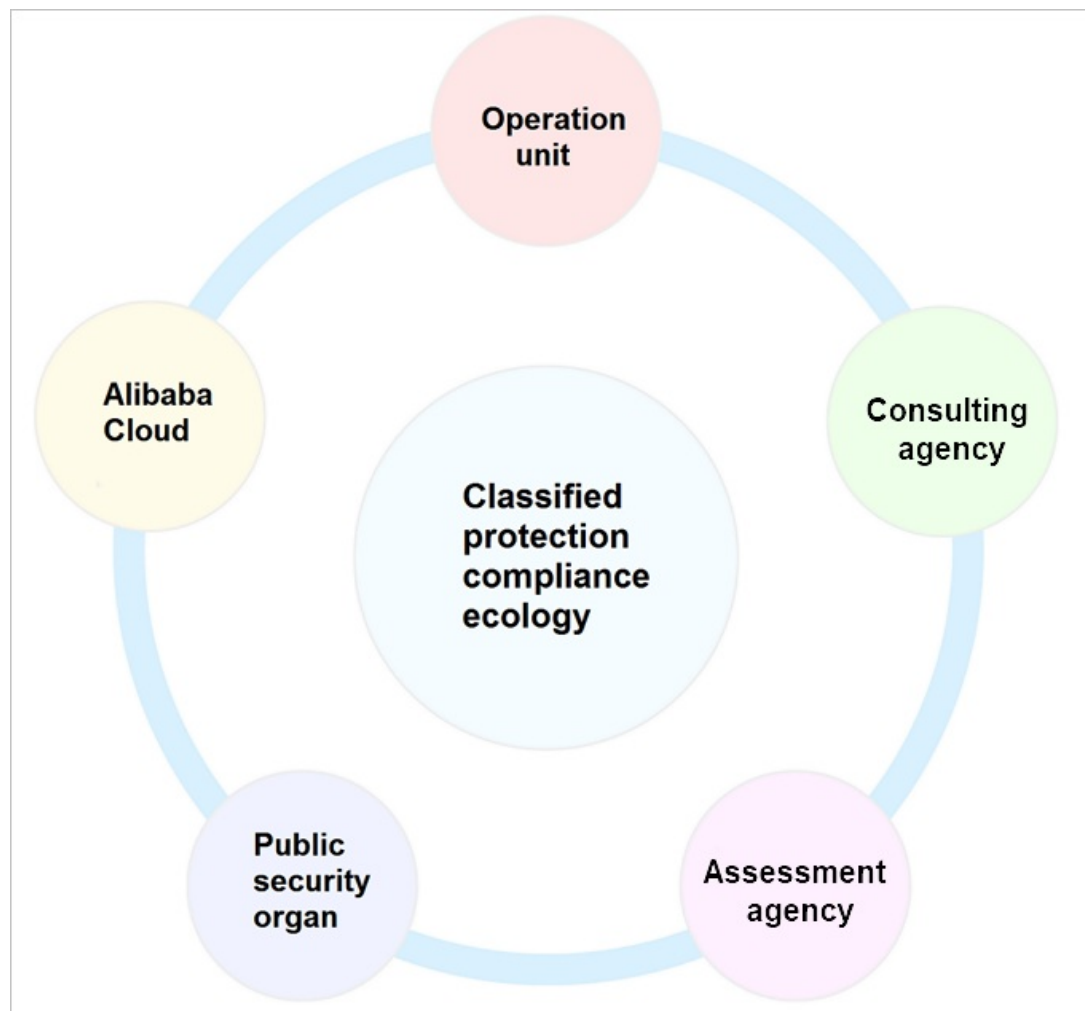 Operation
unit
Alibaba
Cloud
Consulting
agency
Classified
protection
compliance
ecology
Public
security
organ
Assessment
agency